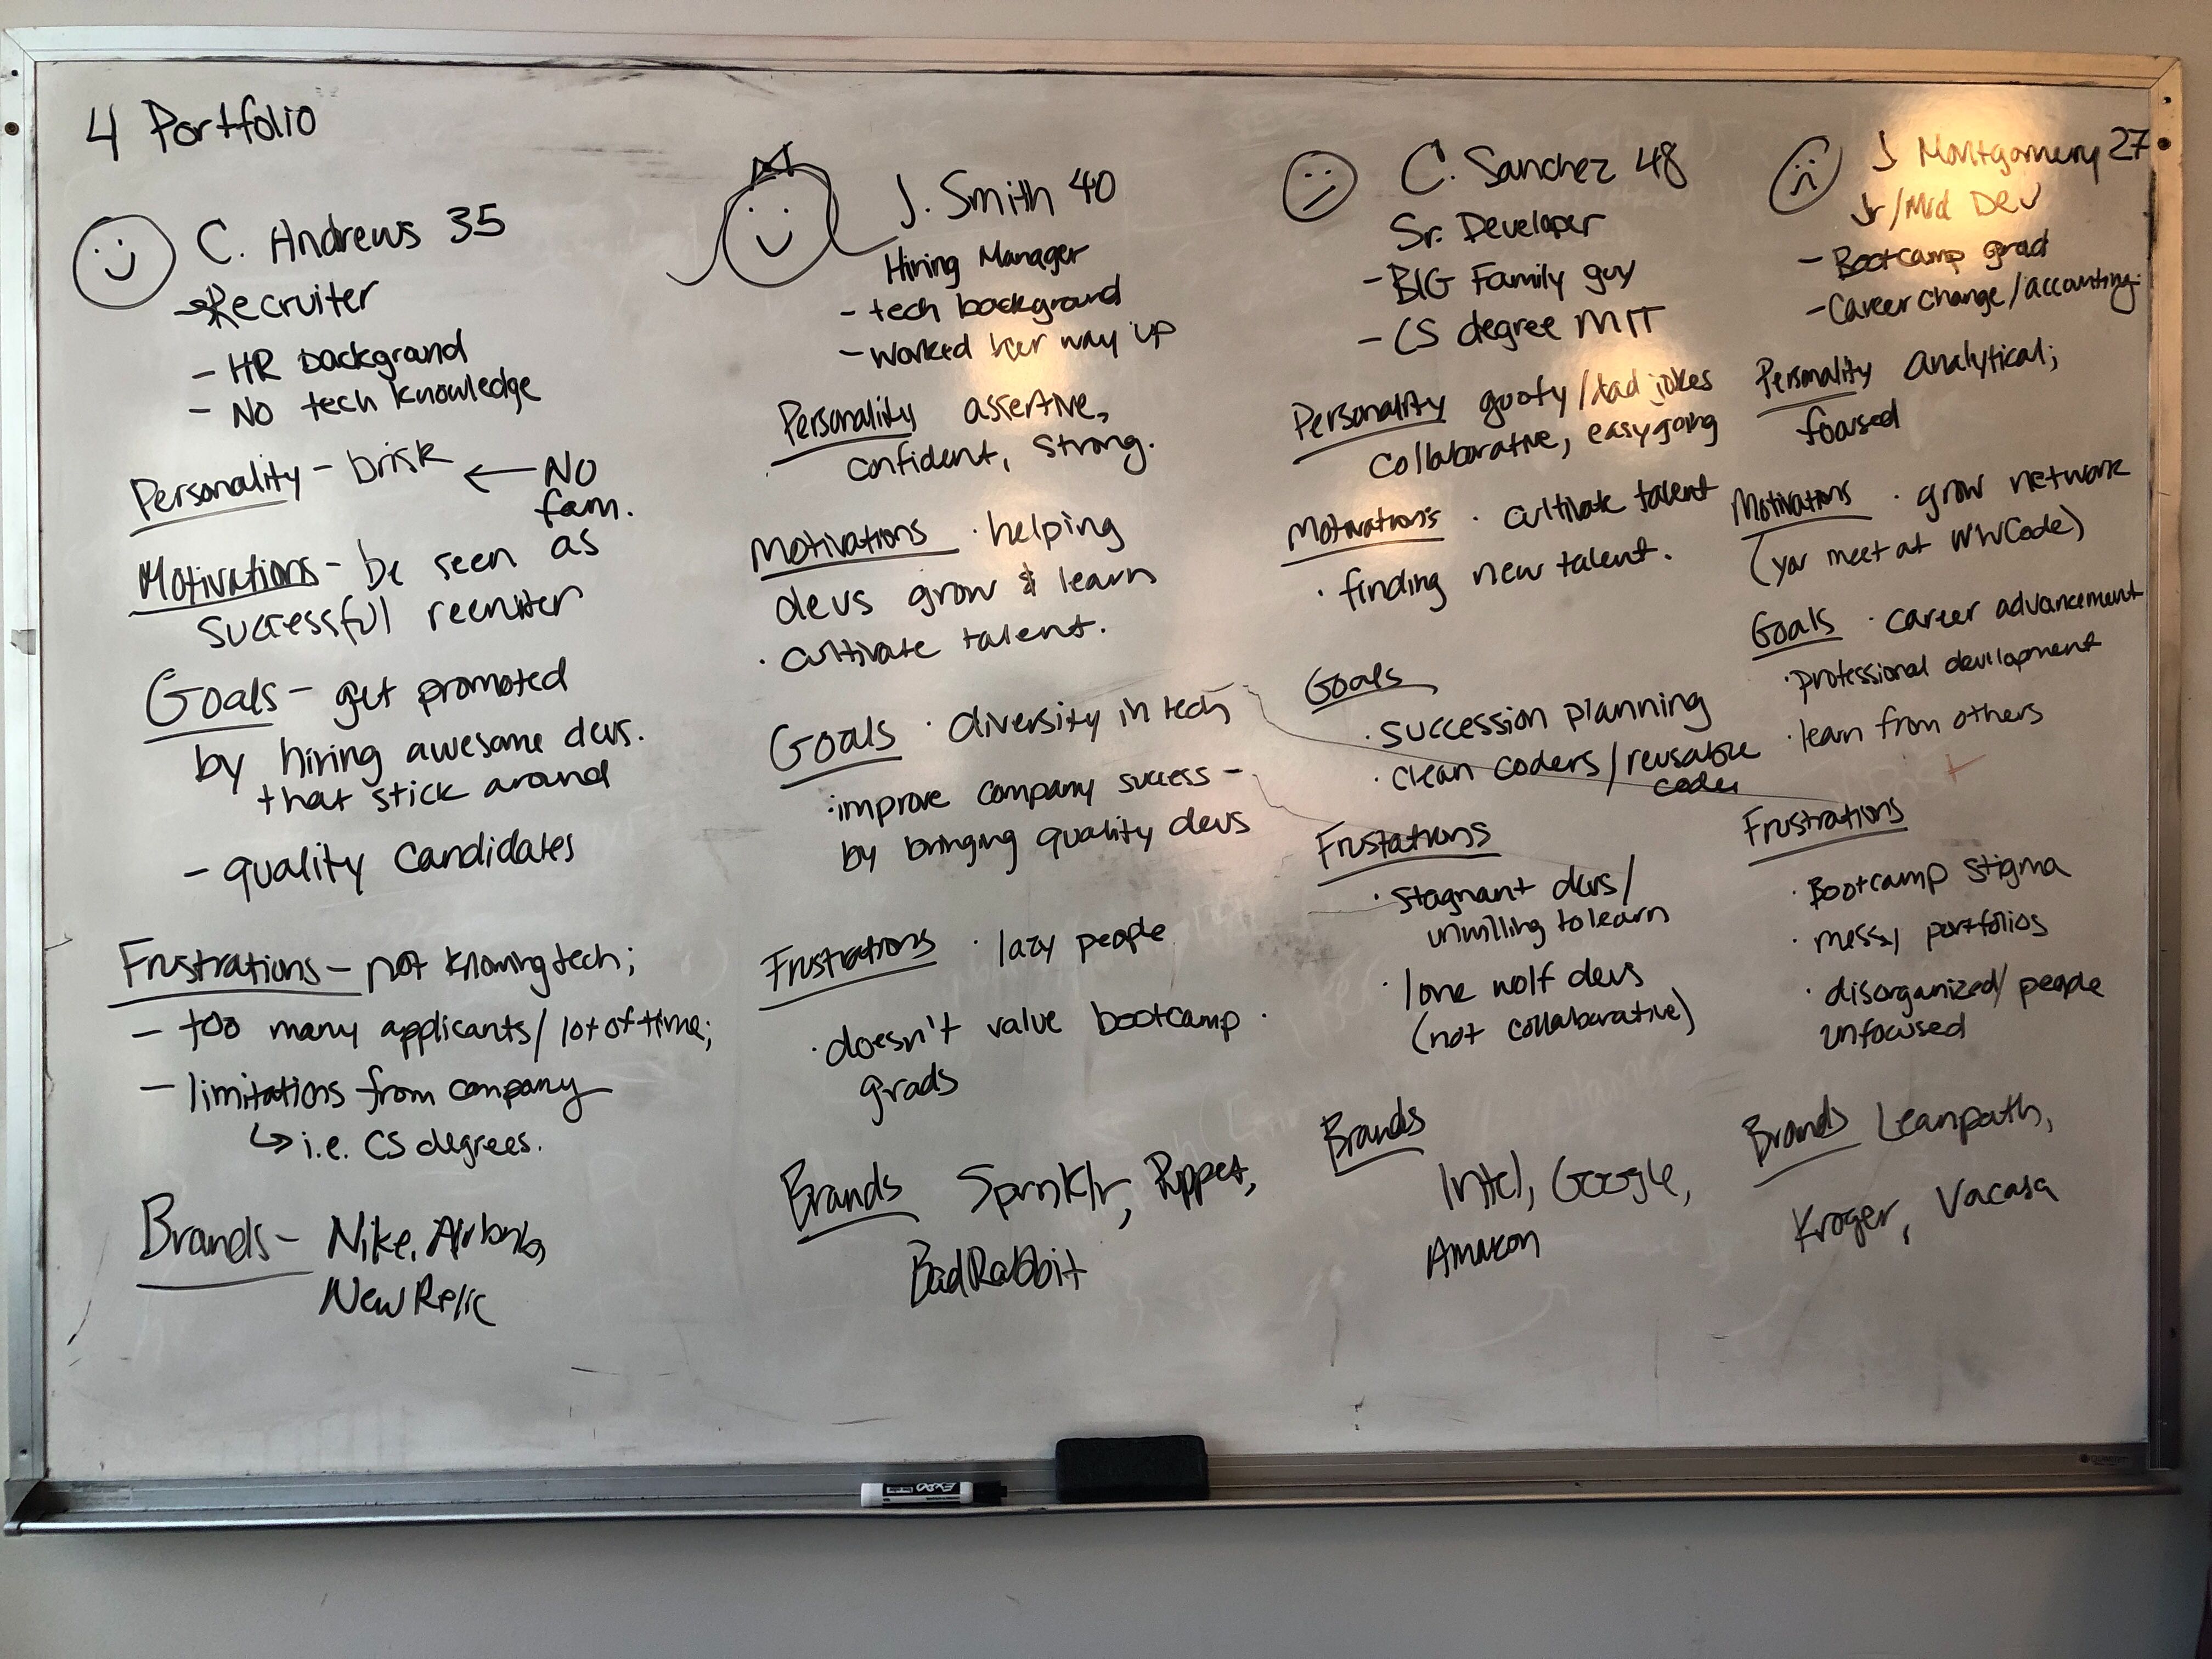 4 Portfolio
C. Andrews 35
Recruiter
- HR background
- No tech knowledge
Personality - brisk ← No
fam.
Motivations - be seen as
successful recruiter
Goals - get promoted
by hiring awesome devs.
that stick around
- quality candidates
Frustrations - not knowing tech;
- too many applicants/lot of time;
- limitations from company
↳ i.e. CS degrees.
Brands - Nike, Airbnb,
New Relic
J. Smith 40
Hiring Manager
- tech background
- worked her way up
Personality assertive,
confident, strong.
Motivations · helping
devs grow & learn
· cultivate talent.
Goals · diversity in tech
· improve company success -
by bringing quality devs
Frustrations · lazy people
· doesn't value bootcamp
grads
Brands Sprinklr, Puppet,
BadRabbit
C. Sanchez 48
Sr. Developer
- BIG Family guy
- CS degree MIT
Personality goofy/dad jokes
collaborative, easygoing
Motivations · cultivate talent
· finding new talent.
Goals
· succession planning
· clean coders/reusable
code
Frustations
· stagnant devs/
unwilling to learn
· lone wolf devs
(not collaborative)
Brands
Intel, Google,
Amazon
J Montgomery 27
Jr/Mid Dev
- Bootcamp grad
- Career change/accounting
Personality analytical;
focused
Motivations · grow network
(you meet at WWCode)
Goals · career advancement
· professional development
· learn from others
Frustrations
· Bootcamp stigma
· messy portfolios
· disorganized/people
unfocused
Brands Leanpath,
Kroger, Vacasa
EXPO